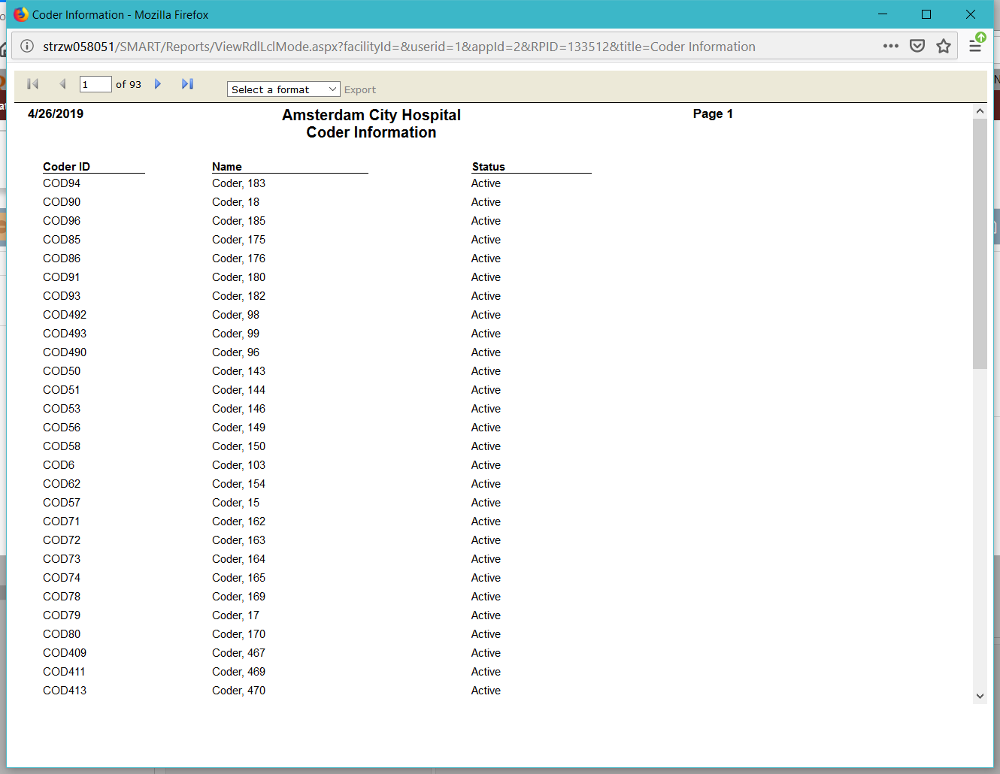 Coder Information - Mozilla Firefox
strzw058051/SMART/Reports/ViewRdlLclMode.aspx?facilityId=&userid=1&appId=2&RPID=133512&title=Coder Information
1 of 93 Select a format Export
4/26/2019 Amsterdam City Hospital Page 1
Coder Information
Coder ID Name Status
COD94 Coder, 183 Active
COD90 Coder, 18 Active
COD96 Coder, 185 Active
COD85 Coder, 175 Active
COD86 Coder, 176 Active
COD91 Coder, 180 Active
COD93 Coder, 182 Active
COD492 Coder, 98 Active
COD493 Coder, 99 Active
COD490 Coder, 96 Active
COD50 Coder, 143 Active
COD51 Coder, 144 Active
COD53 Coder, 146 Active
COD56 Coder, 149 Active
COD58 Coder, 150 Active
COD6 Coder, 103 Active
COD62 Coder, 154 Active
COD57 Coder, 15 Active
COD71 Coder, 162 Active
COD72 Coder, 163 Active
COD73 Coder, 164 Active
COD74 Coder, 165 Active
COD78 Coder, 169 Active
COD79 Coder, 17 Active
COD80 Coder, 170 Active
COD409 Coder, 467 Active
COD411 Coder, 469 Active
COD413 Coder, 470 Active